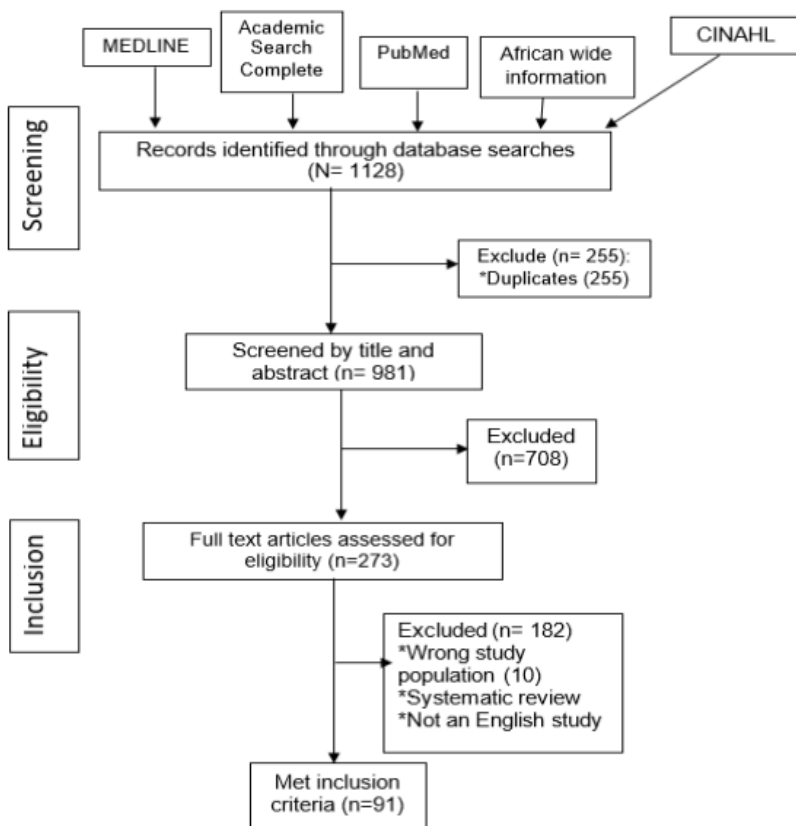 MEDLINE
Academic
Search
Complete
PubMed
African wide
information
CINAHL
Screening
Records identified through database searches
(N= 1128)
Exclude (n= 255):
*Duplicates (255)
Eligibility
Screened by title and
abstract (n= 981)
Excluded
(n=708)
Inclusion
Full text articles assessed for
eligibility (n=273)
Excluded (n= 182)
*Wrong study
population (10)
*Systematic review
*Not an English study
Met inclusion
criteria (n=91)